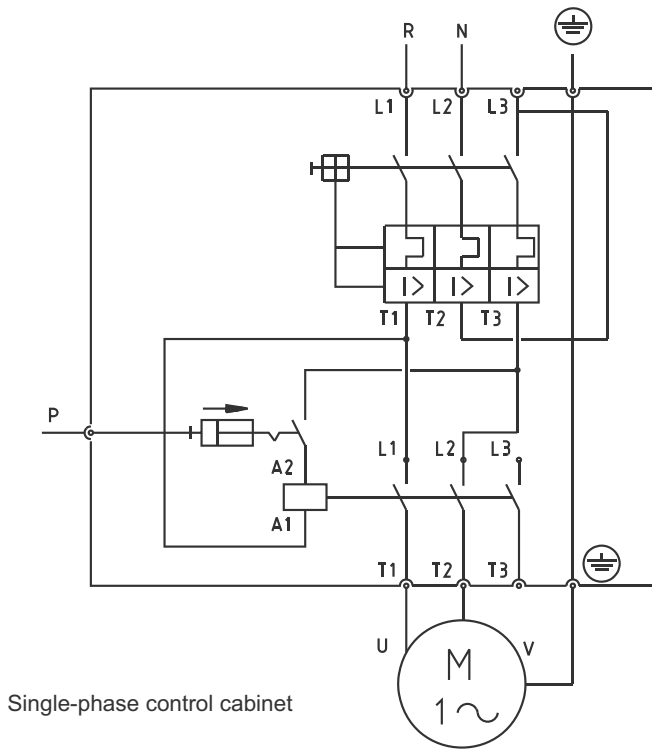 R N
L1 L2 L3
I> I> I>
T1 T2 T3
P
L1 L2 L3
A2
A1
T1 T2 T3
U V
M
1~
Single-phase control cabinet